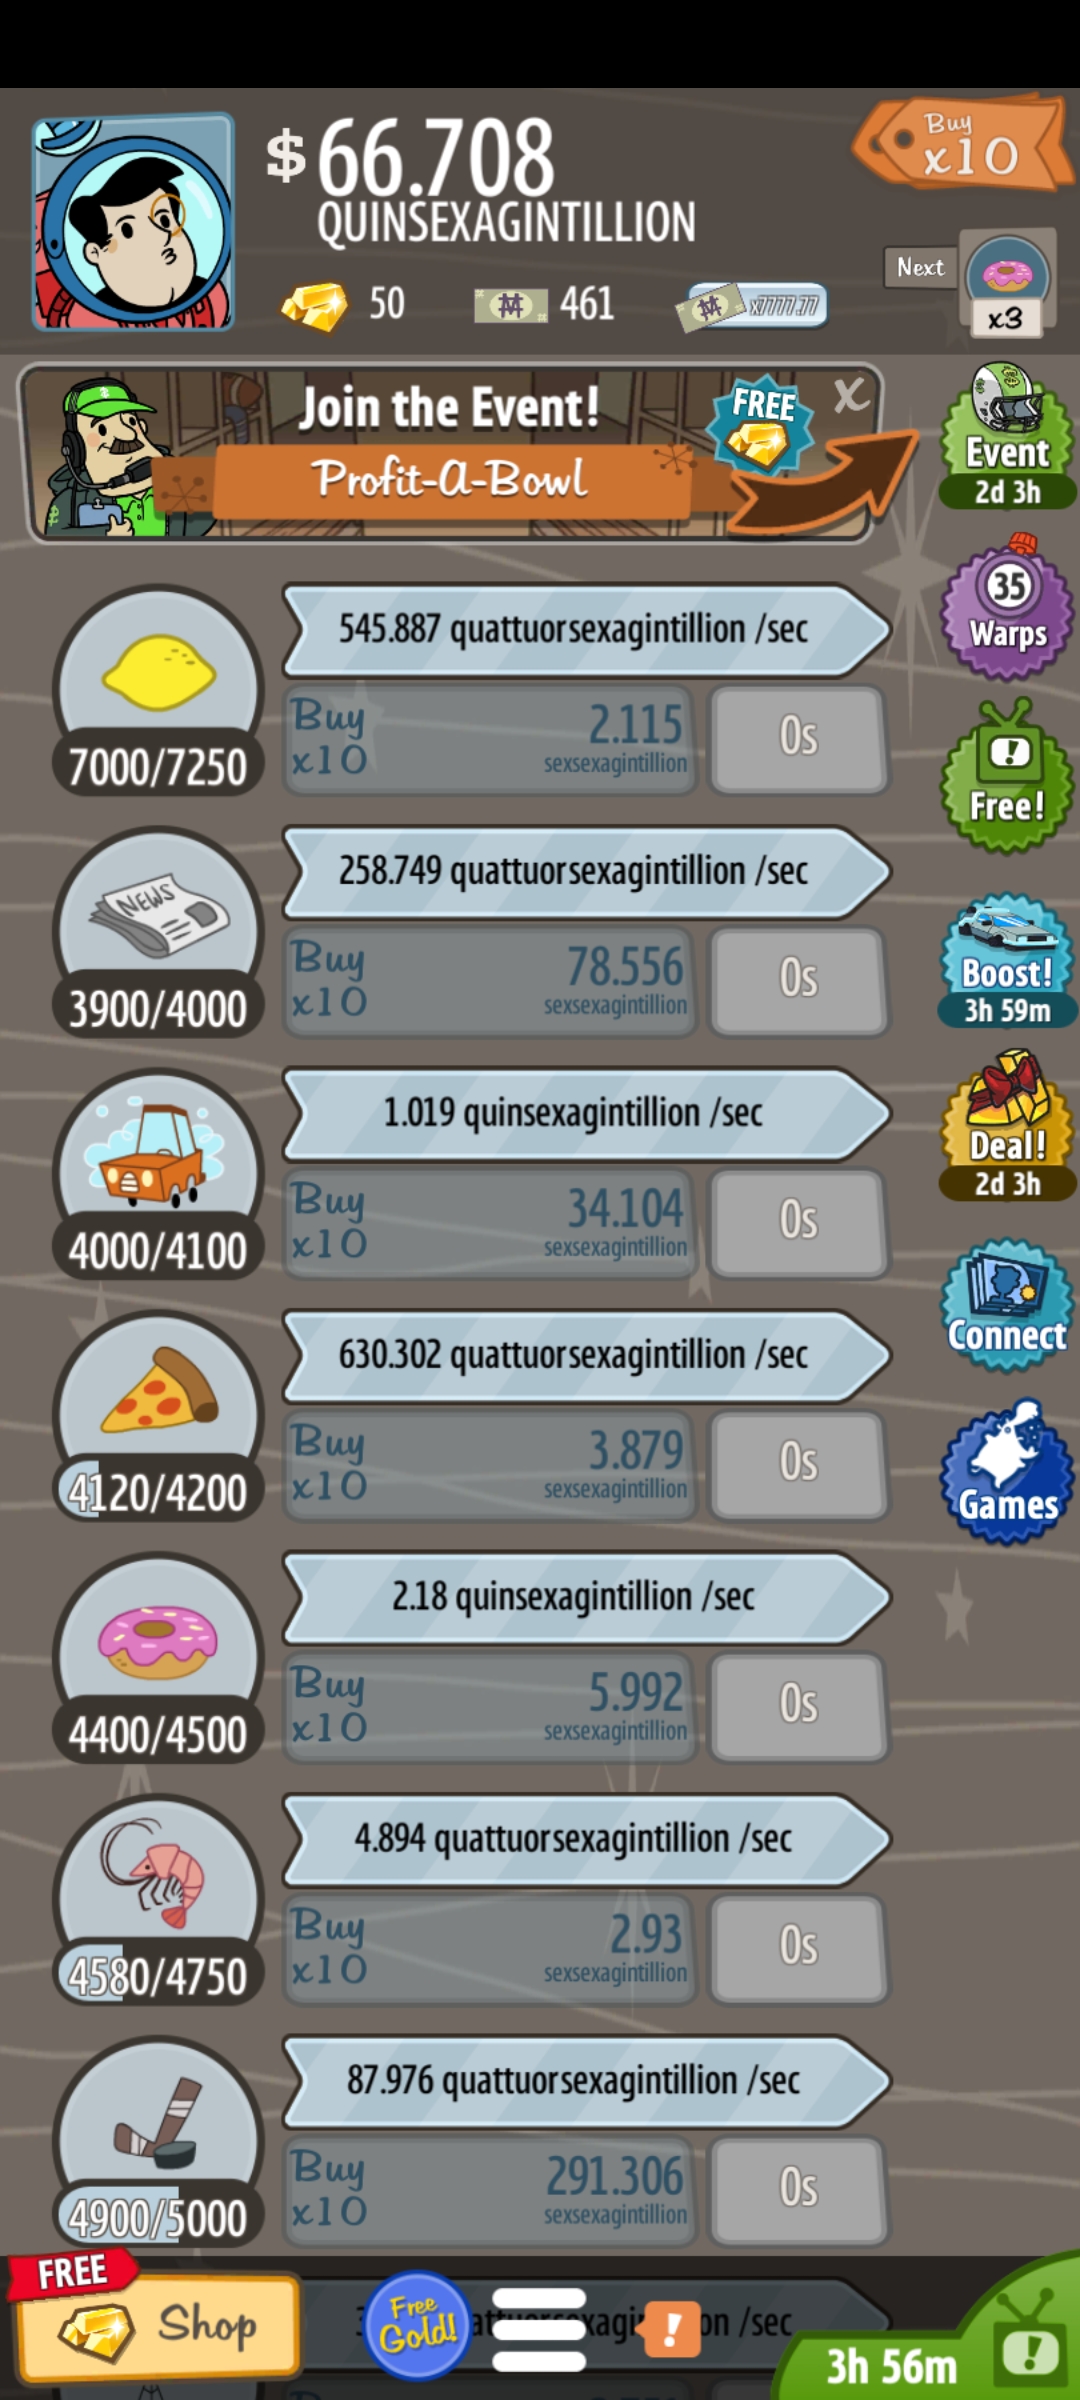 $ 66.708
QUINSEXAGINTILLION
Buy
x10
50
461
x7777.77
Next
x3
Join the Event!
Profit-A-Bowl
FREE
X
Event
2d 3h
35
Warps
Free!
Boost!
3h 59m
Deal!
2d 3h
Connect
Games
545.887 quattuorsexagintillion /sec
7000/7250
Buy
x10
2.115
sexsexagintillion
0s
NEWS
258.749 quattuorsexagintillion /sec
3900/4000
Buy
x10
78.556
sexsexagintillion
0s
1.019 quinsexagintillion /sec
4000/4100
Buy
x10
34.104
sexsexagintillion
0s
630.302 quattuorsexagintillion /sec
4120/4200
Buy
x10
3.879
sexsexagintillion
0s
2.18 quinsexagintillion /sec
4400/4500
Buy
x10
5.992
sexsexagintillion
0s
4.894 quattuorsexagintillion /sec
4580/4750
Buy
x10
2.93
sexsexagintillion
0s
87.976 quattuorsexagintillion /sec
4900/5000
Buy
x10
291.306
sexsexagintillion
0s
/sec
FREE
Shop
Free
Gold!
!
3h 56m